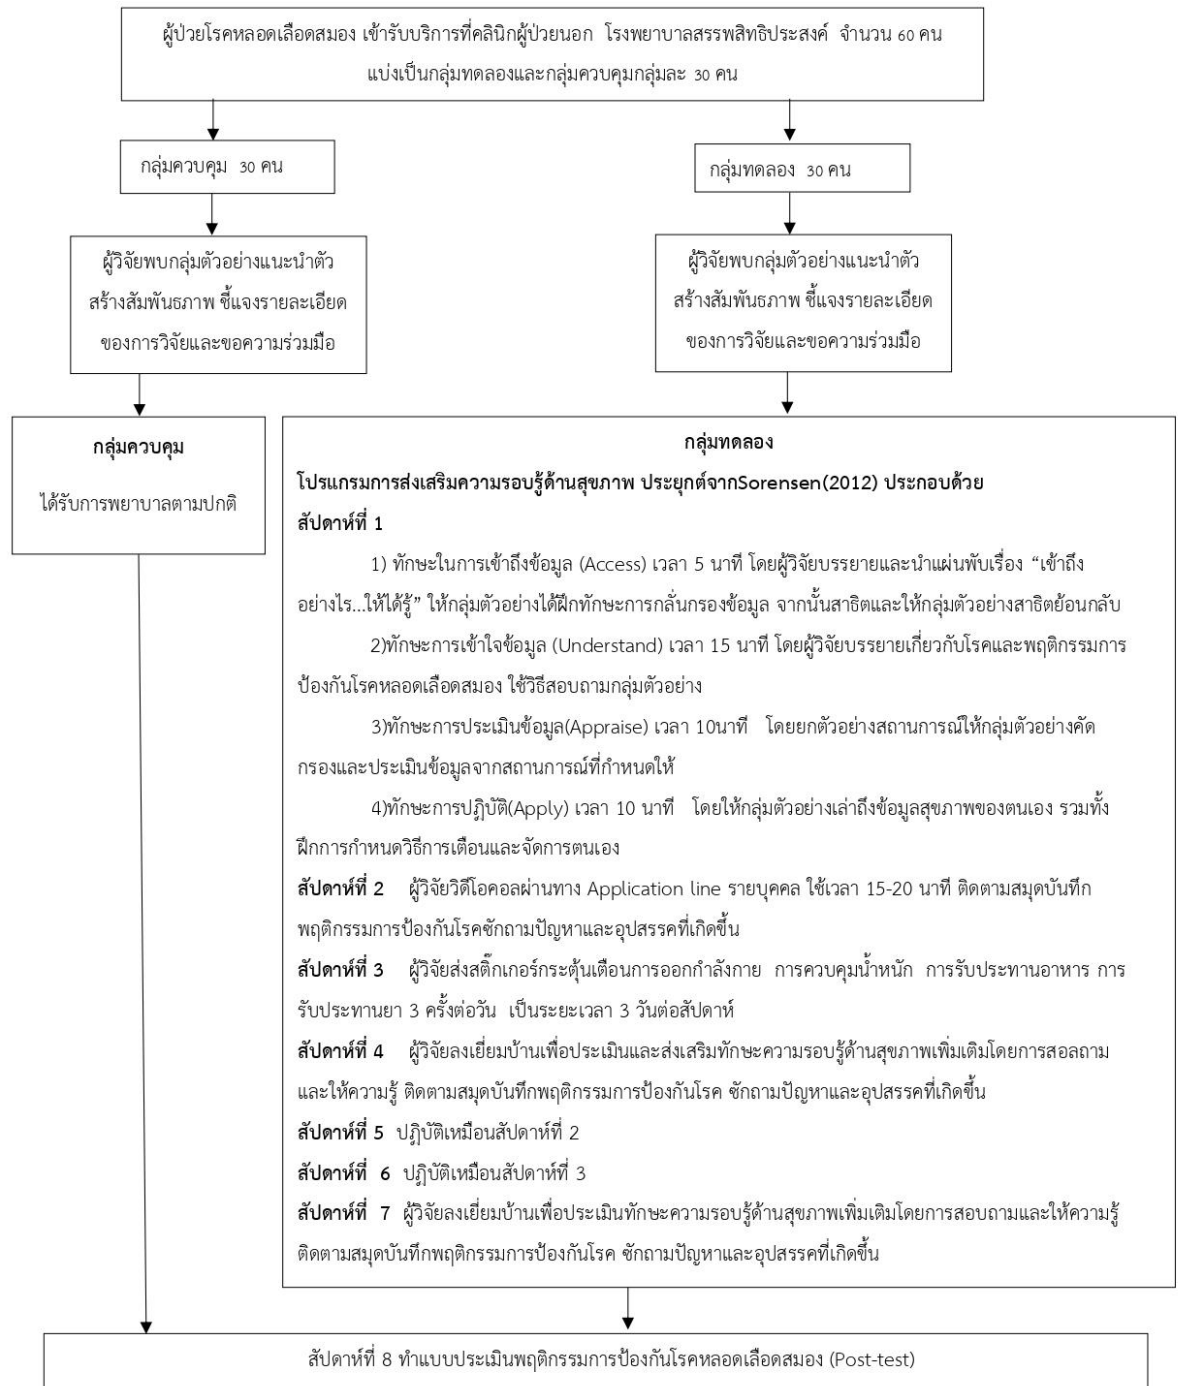 ผู้ป่วยโรคหลอดเลือดสมอง เข้ารับบริการที่คลินิกผู้ป่วยนอก โรงพยาบาลสรรพสิทธิประสงค์ จำนวน 60 คน
แบ่งเป็นกลุ่มทดลองและกลุ่มควบคุมกลุ่มละ 30 คน
กลุ่มควบคุม 30 คน
กลุ่มทดลอง 30 คน
ผู้วิจัยพบกลุ่มตัวอย่างแนะนำตัว
สร้างสัมพันธภาพ ชี้แจงรายละเอียด
ของการวิจัยและขอความร่วมมือ
ผู้วิจัยพบกลุ่มตัวอย่างแนะนำตัว
สร้างสัมพันธภาพ ชี้แจงรายละเอียด
ของการวิจัยและขอความร่วมมือ
กลุ่มควบคุม
ได้รับการพยาบาลตามปกติ
กลุ่มทดลอง
โปรแกรมการส่งเสริมความรอบรู้ด้านสุขภาพ ประยุกต์จากSorensen(2012) ประกอบด้วย
สัปดาห์ที่ 1
1) ทักษะในการเข้าถึงข้อมูล (Access) เวลา 5 นาที โดยผู้วิจัยบรรยายและนำแผ่นพับเรื่อง “เข้าถึง
อย่างไร...ให้ได้รู้” ให้กลุ่มตัวอย่างได้ฝึกทักษะการกลั่นกรองข้อมูล จากนั้นสาธิตและให้กลุ่มตัวอย่างสาธิตย้อนกลับ
2)ทักษะการเข้าใจข้อมูล (Understand) เวลา 15 นาที โดยผู้วิจัยบรรยายเกี่ยวกับโรคและพฤติกรรมการ
ป้องกันโรคหลอดเลือดสมอง ใช้วิธีสอบถามกลุ่มตัวอย่าง
3)ทักษะการประเมินข้อมูล(Appraise) เวลา 10นาที โดยยกตัวอย่างสถานการณ์ให้กลุ่มตัวอย่างคัด
กรองและประเมินข้อมูลจากสถานการณ์ที่กำหนดให้
4)ทักษะการปฏิบัติ(Apply) เวลา 10 นาที โดยให้กลุ่มตัวอย่างเล่าถึงข้อมูลสุขภาพของตนเอง รวมทั้ง
ฝึกการกำหนดวิธีการเตือนและจัดการตนเอง
สัปดาห์ที่ 2 ผู้วิจัยวิดีโอคอลผ่านทาง Application line รายบุคคล ใช้เวลา 15-20 นาที ติดตามสมุดบันทึก
พฤติกรรมการป้องกันโรคซักถามปัญหาและอุปสรรคที่เกิดขึ้น
สัปดาห์ที่ 3 ผู้วิจัยส่งสติ๊กเกอร์กระตุ้นเตือนการออกกำลังกาย การควบคุมน้ำหนัก การรับประทานอาหาร การ
รับประทานยา 3 ครั้งต่อวัน เป็นระยะเวลา 3 วันต่อสัปดาห์
สัปดาห์ที่ 4 ผู้วิจัยลงเยี่ยมบ้านเพื่อประเมินและส่งเสริมทักษะความรอบรู้ด้านสุขภาพเพิ่มเติมโดยการสอลถาม
และให้ความรู้ ติดตามสมุดบันทึกพฤติกรรมการป้องกันโรค ซักถามปัญหาและอุปสรรคที่เกิดขึ้น
สัปดาห์ที่ 5 ปฏิบัติเหมือนสัปดาห์ที่ 2
สัปดาห์ที่ 6 ปฏิบัติเหมือนสัปดาห์ที่ 3
สัปดาห์ที่ 7 ผู้วิจัยลงเยี่ยมบ้านเพื่อประเมินทักษะความรอบรู้ด้านสุขภาพเพิ่มเติมโดยการสอบถามและให้ความรู้
ติดตามสมุดบันทึกพฤติกรรมการป้องกันโรค ซักถามปัญหาและอุปสรรคที่เกิดขึ้น
สัปดาห์ที่ 8 ทำแบบประเมินพฤติกรรมการป้องกันโรคหลอดเลือดสมอง (Post-test)